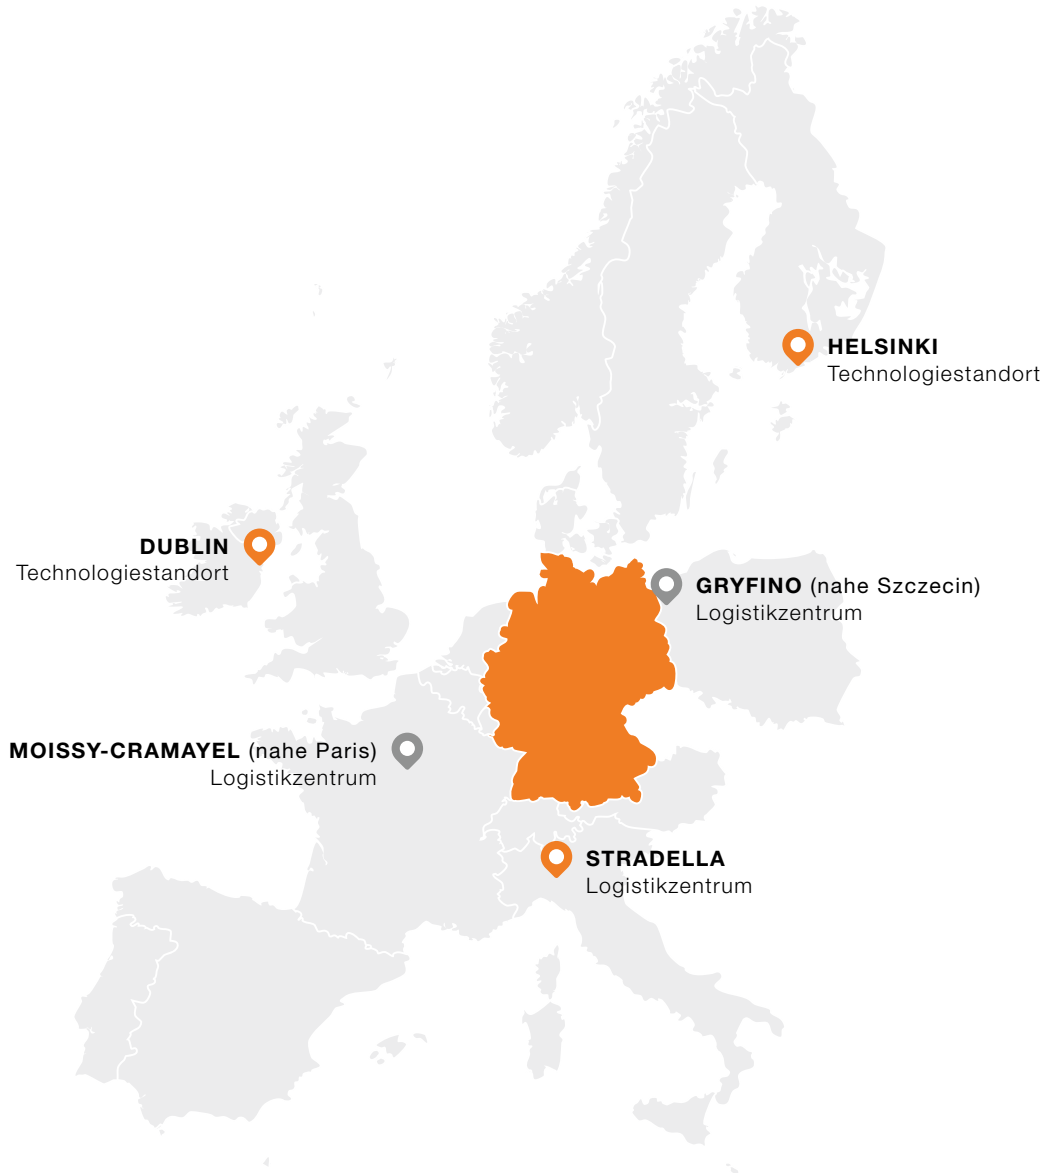 HELSINKI
Technologiestandort
DUBLIN
Technologiestandort
GRYFINO (nahe Szczecin)
Logistikzentrum
MOISSY-CRAMAYEL (nahe Paris)
Logistikzentrum
STRADELLA
Logistikzentrum